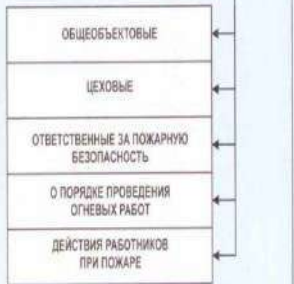 ОБЩЕОБЪЕКТОВЫЕ
ЦЕХОВЫЕ
ОТВЕТСТВЕННЫЕ ЗА ПОЖАРНУЮ
БЕЗОПАСНОСТЬ
О ПОРЯДКЕ ПРОВЕДЕНИЯ
ОГНЕВЫХ РАБОТ
ДЕЙСТВИЯ РАБОТНИКОВ
ПРИ ПОЖАРЕ